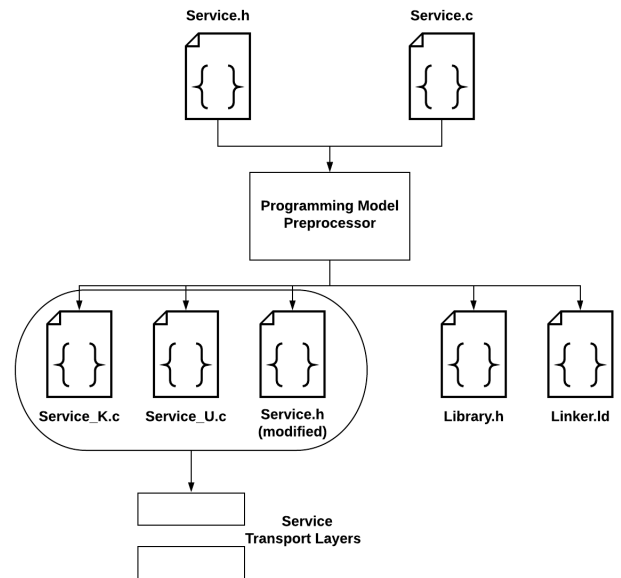 Service.h
Service.c
{ }
{ }
Programming Model
Preprocessor
{ }
{ }
{ }
{ }
{ }
Service_K.c
Service_U.c
Service.h
(modified)
Library.h
Linker.ld
Service
Transport Layers